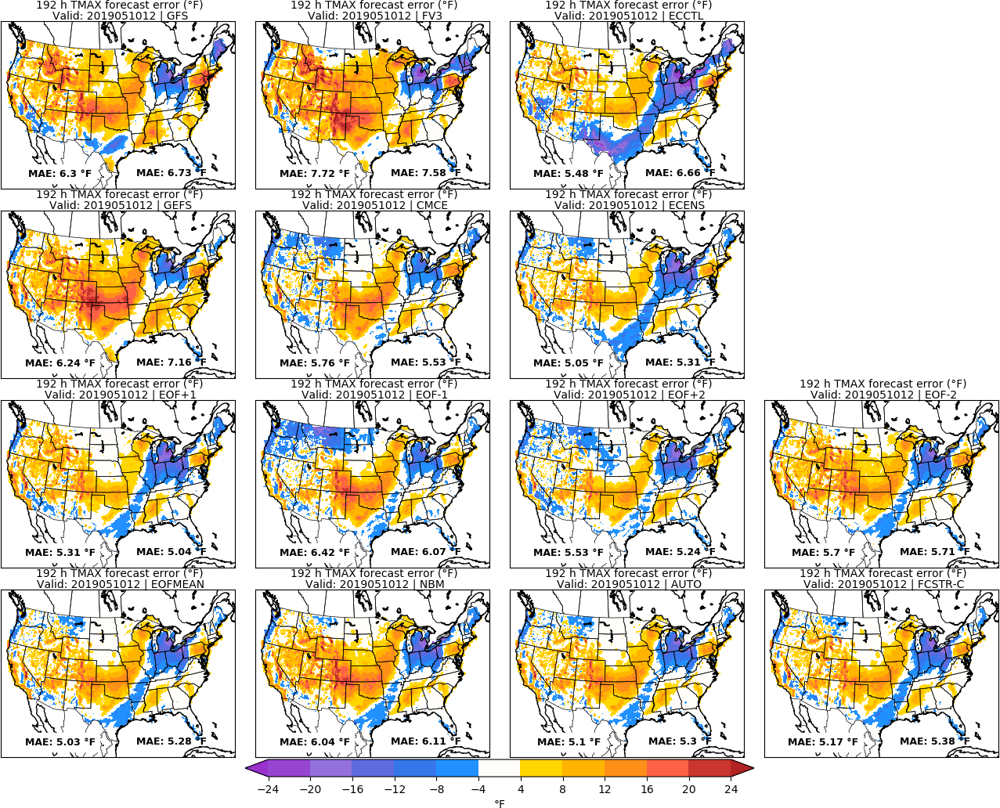 192 h TMAX forecast error (°F)
Valid: 2019051012 | GFS
MAE: 6.3 °F
MAE: 6.73 °F
192 h TMAX forecast error (°F)
Valid: 2019051012 | FV3
MAE: 7.72 °F
MAE: 7.58 °F
192 h TMAX forecast error (°F)
Valid: 2019051012 | ECCTL
MAE: 5.48 °F
MAE: 6.66 °F
192 h TMAX forecast error (°F)
Valid: 2019051012 | GEFS
MAE: 6.24 °F
MAE: 7.16 °F
192 h TMAX forecast error (°F)
Valid: 2019051012 | CMCE
MAE: 5.76 °F
MAE: 5.53 °F
192 h TMAX forecast error (°F)
Valid: 2019051012 | ECENS
MAE: 5.05 °F
MAE: 5.31 °F
192 h TMAX forecast error (°F)
Valid: 2019051012 | EOF+1
MAE: 5.31 °F
MAE: 5.04 °F
192 h TMAX forecast error (°F)
Valid: 2019051012 | EOF-1
MAE: 6.42 °F
MAE: 6.07 °F
192 h TMAX forecast error (°F)
Valid: 2019051012 | EOF+2
MAE: 5.53 °F
MAE: 5.24 °F
192 h TMAX forecast error (°F)
Valid: 2019051012 | EOF-2
MAE: 5.7 °F
MAE: 5.71 °F
192 h TMAX forecast error (°F)
Valid: 2019051012 | EOFMEAN
MAE: 5.03 °F
MAE: 5.28 °F
192 h TMAX forecast error (°F)
Valid: 2019051012 | NBM
MAE: 6.04 °F
MAE: 6.11 °F
192 h TMAX forecast error (°F)
Valid: 2019051012 | AUTO
MAE: 5.1 °F
MAE: 5.3 °F
192 h TMAX forecast error (°F)
Valid: 2019051012 | FCSTR-C
MAE: 5.17 °F
MAE: 5.38 °F
−24 −20 −16 −12 −8 −4 4 8 12 16 20 24
°F